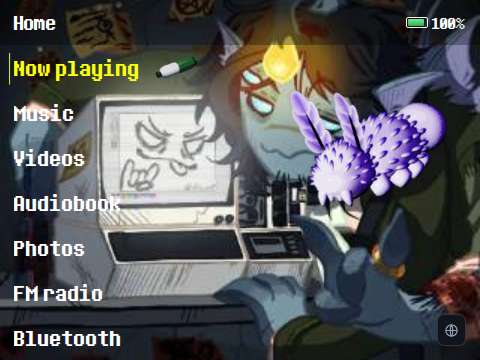 Home
100%
Now playing
Music
Videos
Audiobook
Photos
FM radio
Bluetooth